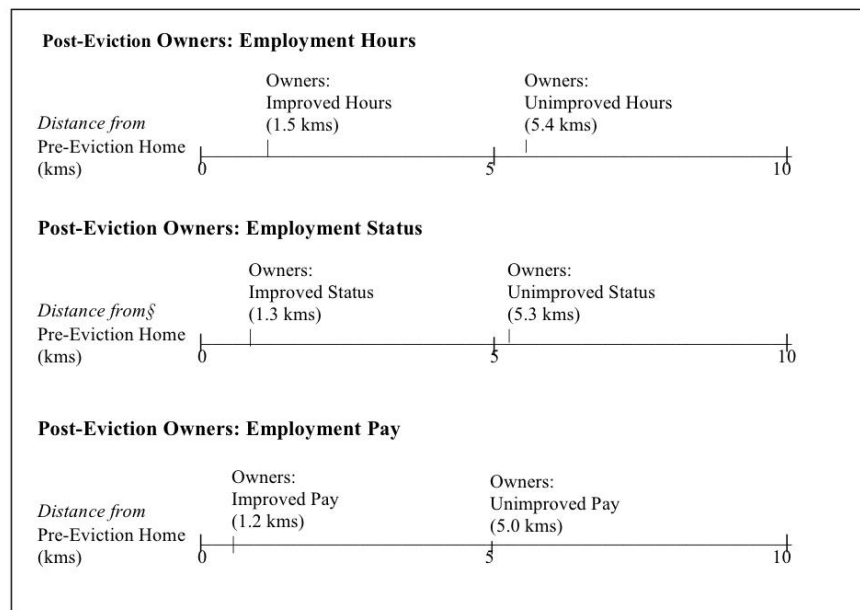 Post-Eviction Owners: Employment Hours
Owners:
Improved Hours
(1.5 kms)
Owners:
Unimproved Hours
(5.4 kms)
Distance from
Pre-Eviction Home
(kms)
0
5
10
Post-Eviction Owners: Employment Status
Owners:
Improved Status
(1.3 kms)
Owners:
Unimproved Status
(5.3 kms)
Distance from§
Pre-Eviction Home
(kms)
0
5
10
Post-Eviction Owners: Employment Pay
Owners:
Improved Pay
(1.2 kms)
Owners:
Unimproved Pay
(5.0 kms)
Distance from
Pre-Eviction Home
(kms)
0
5
10